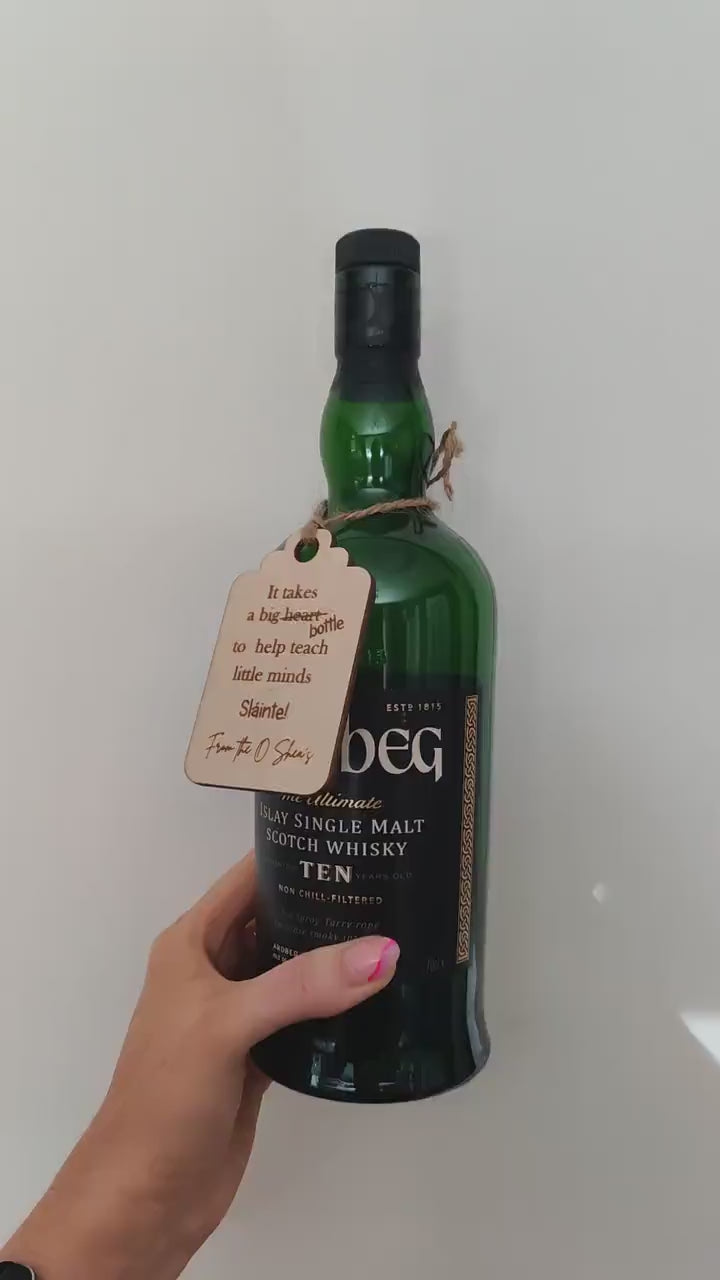 It takes
a big heart
bottle
to help teach
little minds
Sláinte!
From the O Shea's
ESTD 1815
beg
The Ultimate
ISLAY SINGLE MALT
SCOTCH WHISKY
TEN YEARS OLD
NON CHILL-FILTERED